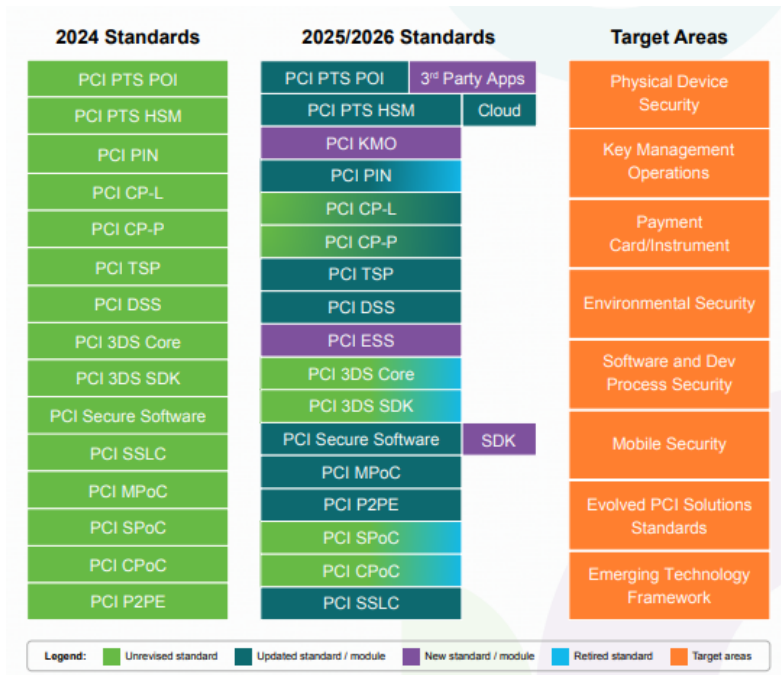 2024 Standards
PCI PTS POI
PCI PTS HSM
PCI PIN
PCI CP-L
PCI CP-P
PCI TSP
PCI DSS
PCI 3DS Core
PCI 3DS SDK
PCI Secure Software
PCI SSLC
PCI MPoC
PCI SPoC
PCI CPoC
PCI P2PE
2025/2026 Standards
PCI PTS POI 3rd Party Apps
PCI PTS HSM Cloud
PCI KMO
PCI PIN
PCI CP-L
PCI CP-P
PCI TSP
PCI DSS
PCI ESS
PCI 3DS Core
PCI 3DS SDK
PCI Secure Software SDK
PCI MPoC
PCI P2PE
PCI SPoC
PCI CPoC
PCI SSLC
Target Areas
Physical Device
Security
Key Management
Operations
Payment
Card/Instrument
Environmental Security
Software and Dev
Process Security
Mobile Security
Evolved PCI Solutions
Standards
Emerging Technology
Framework
Legend: Unrevised standard Updated standard / module New standard / module Retired standard Target areas